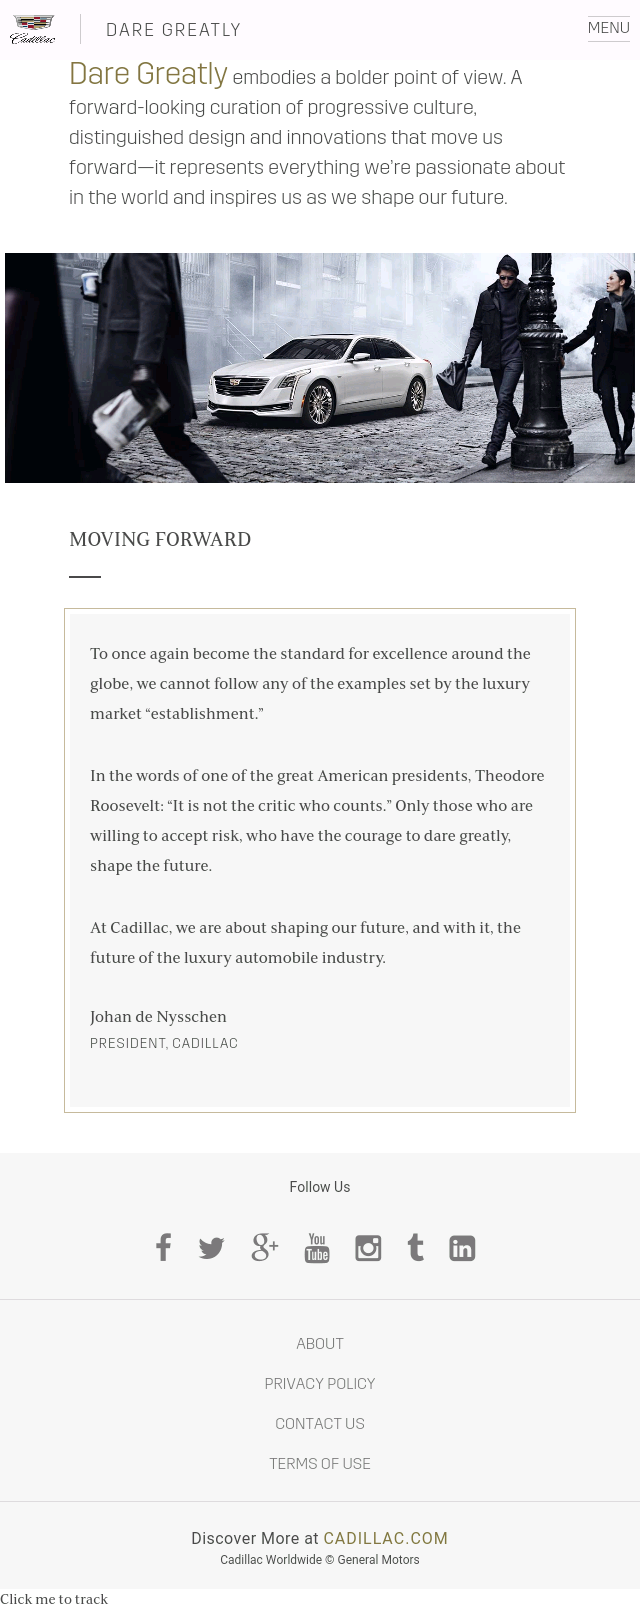 Cadillac
DARE GREATLY
MENU
Dare Greatly embodies a bolder point of view. A
forward-looking curation of progressive culture,
distinguished design and innovations that move us
forward—it represents everything we’re passionate about
in the world and inspires us as we shape our future.
MOVING FORWARD
To once again become the standard for excellence around the
globe, we cannot follow any of the examples set by the luxury
market “establishment.”
In the words of one of the great American presidents, Theodore
Roosevelt: “It is not the critic who counts.” Only those who are
willing to accept risk, who have the courage to dare greatly,
shape the future.
At Cadillac, we are about shaping our future, and with it, the
future of the luxury automobile industry.
Johan de Nysschen
PRESIDENT, CADILLAC
Follow Us
You
Tube
ABOUT
PRIVACY POLICY
CONTACT US
TERMS OF USE
Discover More at CADILLAC.COM
Cadillac Worldwide © General Motors
Click me to track